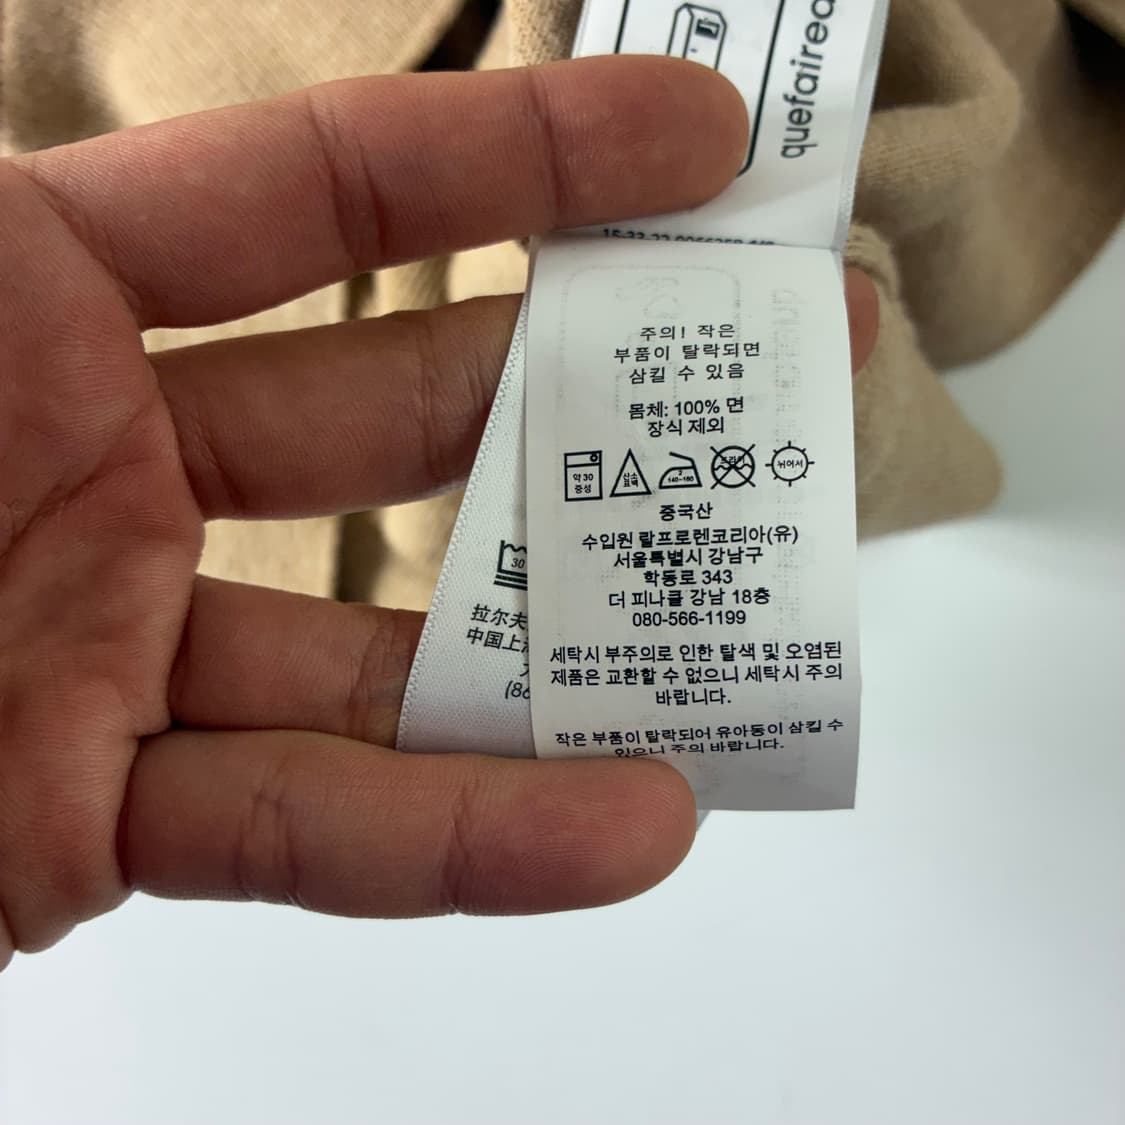 quefairede
주의! 작은
부품이 탈락되면
삼킬 수 있음
몸체: 100% 면
장식 제외
약 30
중성
산소
표백
2
140~160
드라이
뉘어서
중국산
수입원 랄프로렌코리아(유)
서울특별시 강남구
학동로 343
더 피나클 강남 18층
080-566-1199
세탁시 부주의로 인한 탈색 및 오염된
제품은 교환할 수 없으니 세탁시 주의
바랍니다.
작은 부품이 탈락되어 유아동이 삼킬 수
있으니 주의 바랍니다.
30
拉尔夫
中国上海
(86